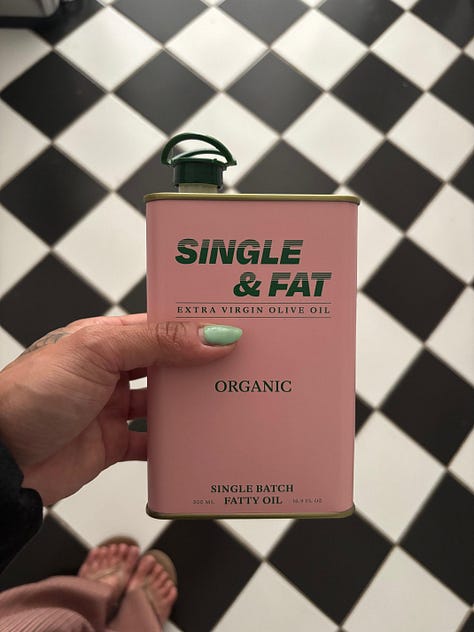 SINGLE
& FAT
EXTRA VIRGIN OLIVE OIL
ORGANIC
SINGLE BATCH
500 ML FATTY OIL 16.9 FL OZ